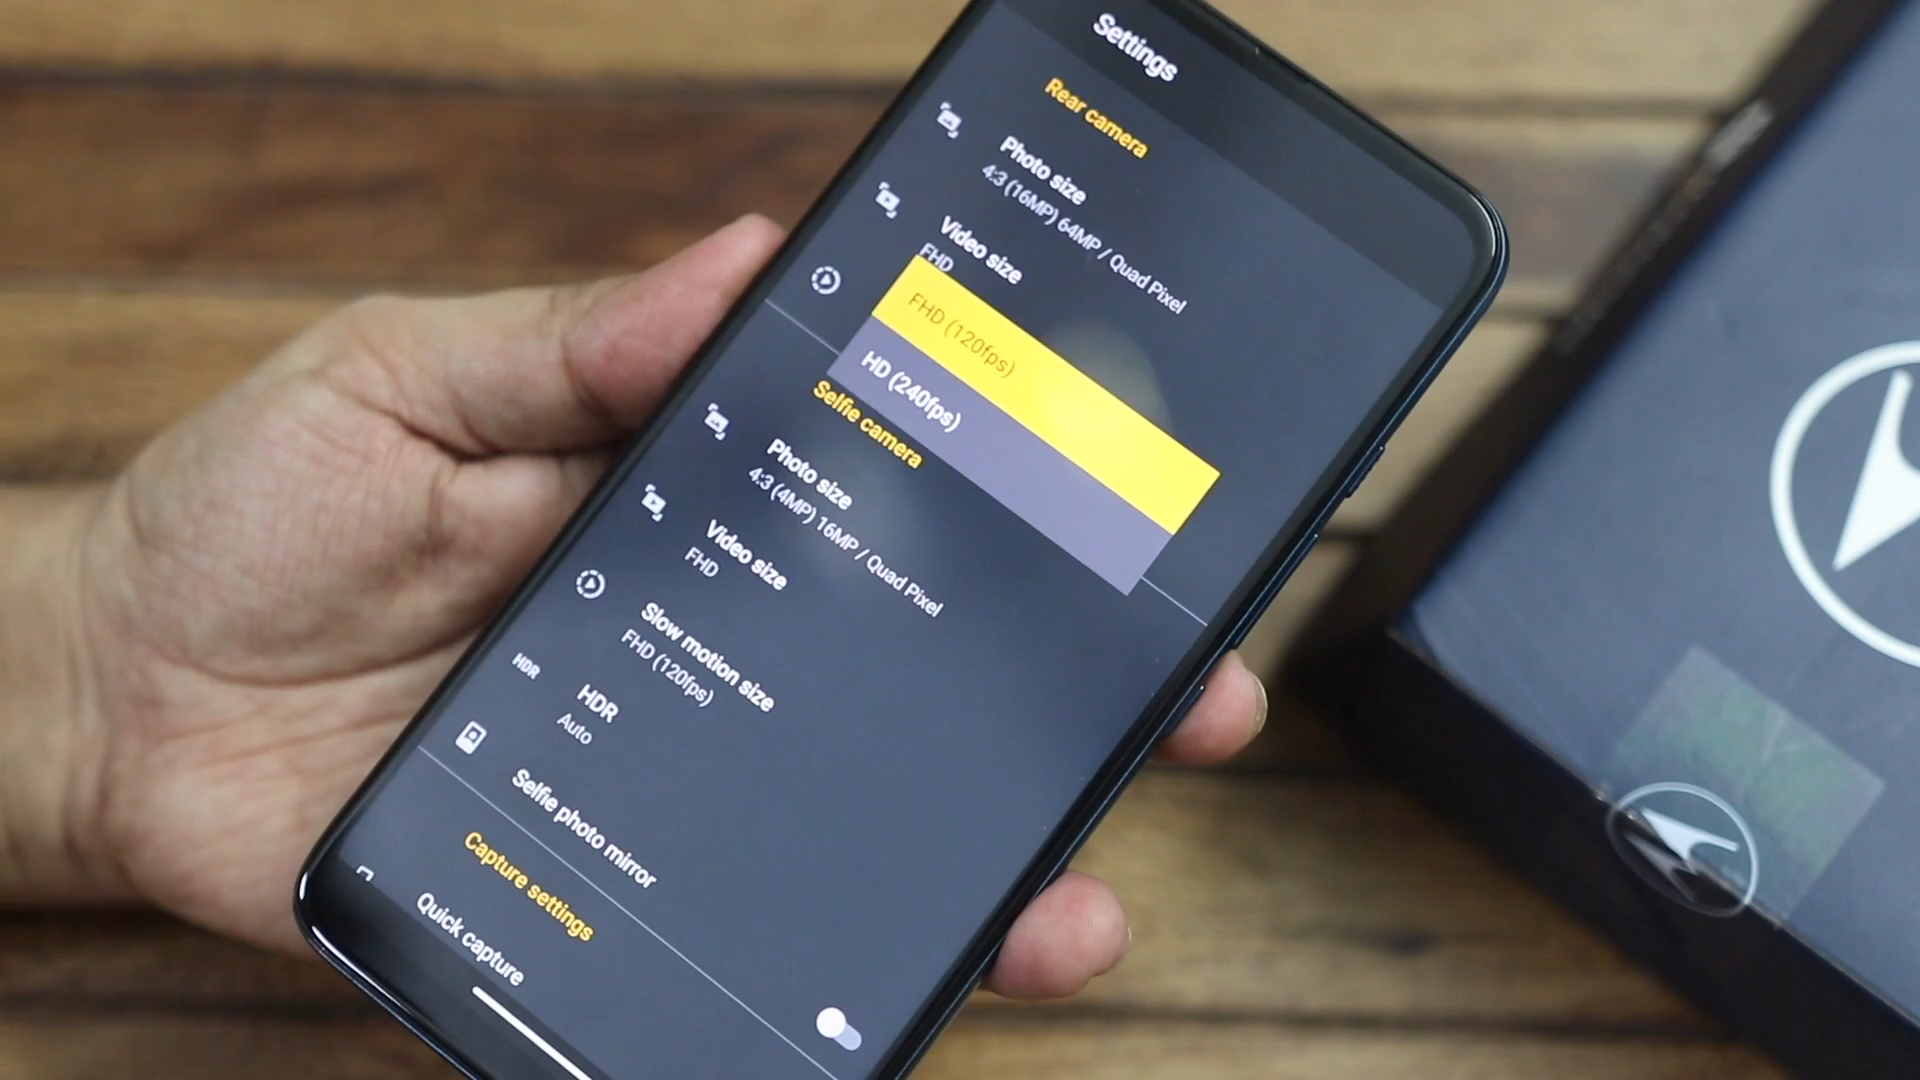 Settings
Rear camera
Photo size
4:3 (16MP) 64MP / Quad Pixel
Video size
FHD
FHD (120fps)
HD (240fps)
Selfie camera
Photo size
4:3 (4MP) 16MP / Quad Pixel
Video size
FHD
Slow motion size
FHD (120fps)
HDR
HDR
Auto
Selfie photo mirror
Capture settings
Quick capture